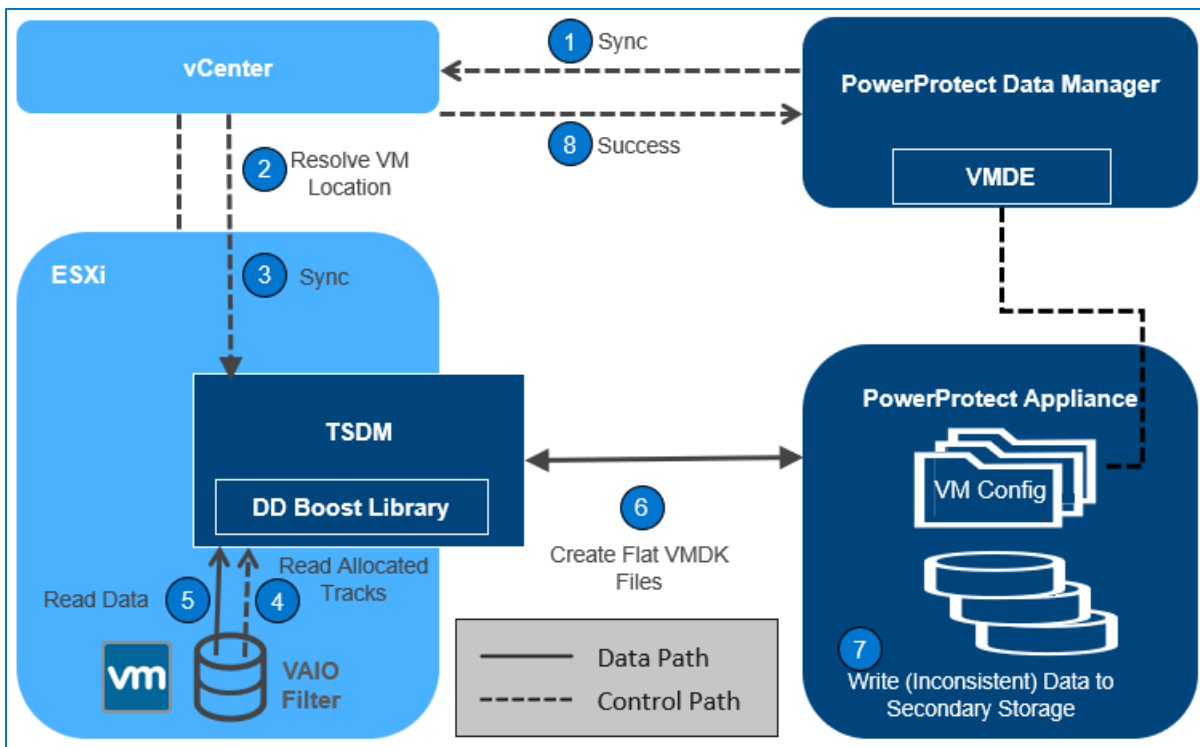 vCenter
1 Sync
PowerProtect Data Manager
VMDE
8 Success
2 Resolve VM
Location
ESXi
3 Sync
TSDM
DD Boost Library
PowerProtect Appliance
VM Config
6
Create Flat VMDK
Files
Read Allocated
Tracks
4
Read Data 5
vm
VAIO
Filter
Data Path
Control Path
7
Write (Inconsistent) Data to
Secondary Storage